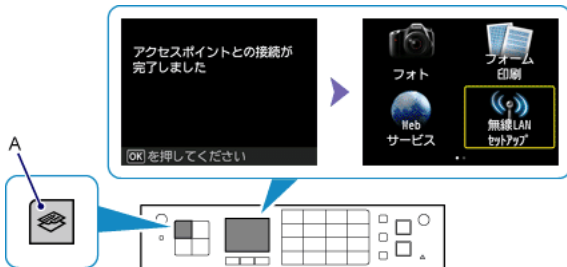 アクセスポイントとの接続が
完了しました
OKを押してください
フォト
フォーム
印刷
Web
サービス
無線LAN
セットアップ
A